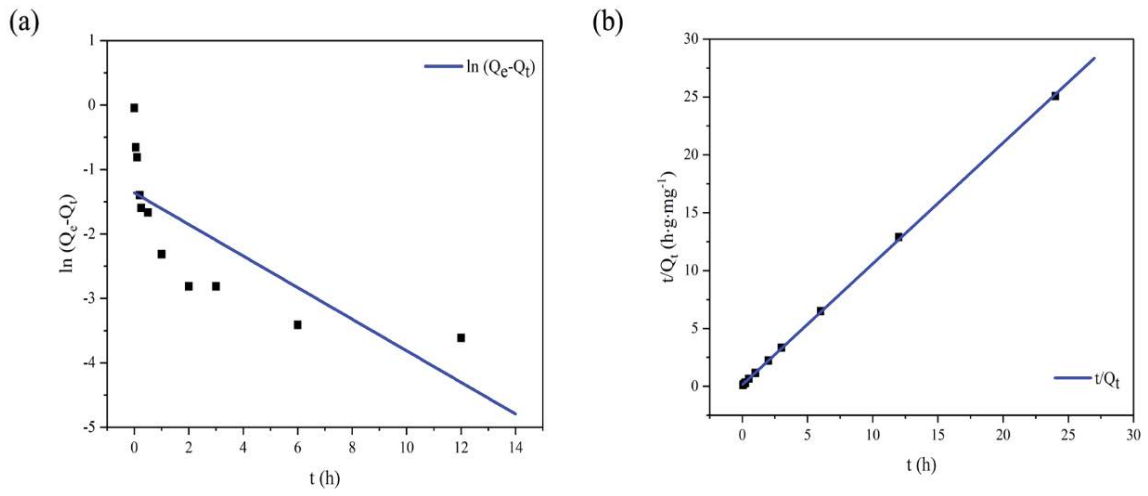 (a)
1
0
-1
-2
-3
-4
-5
ln (Qe-Qt)
ln (Qe-Qt)
0 2 4 6 8 10 12 14
t (h)
(b)
30
25
20
15
10
5
0
t/Qt (h·g·mg-1)
t/Qt
0 5 10 15 20 25 30
t (h)